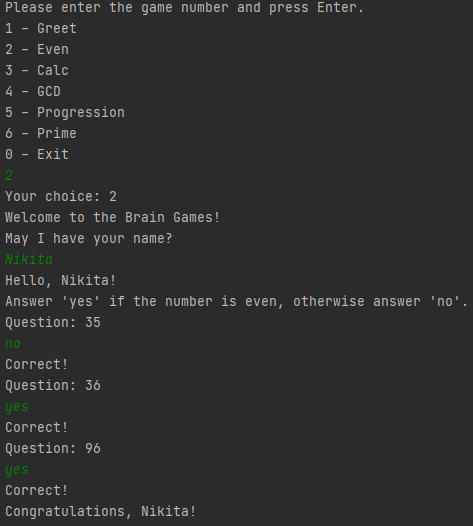 Please enter the game number and press Enter.
1 - Greet
2 - Even
3 - Calc
4 - GCD
5 - Progression
6 - Prime
0 - Exit
2
Your choice: 2
Welcome to the Brain Games!
May I have your name?
Nikita
Hello, Nikita!
Answer 'yes' if the number is even, otherwise answer 'no'.
Question: 35
no
Correct!
Question: 36
yes
Correct!
Question: 96
yes
Correct!
Congratulations, Nikita!